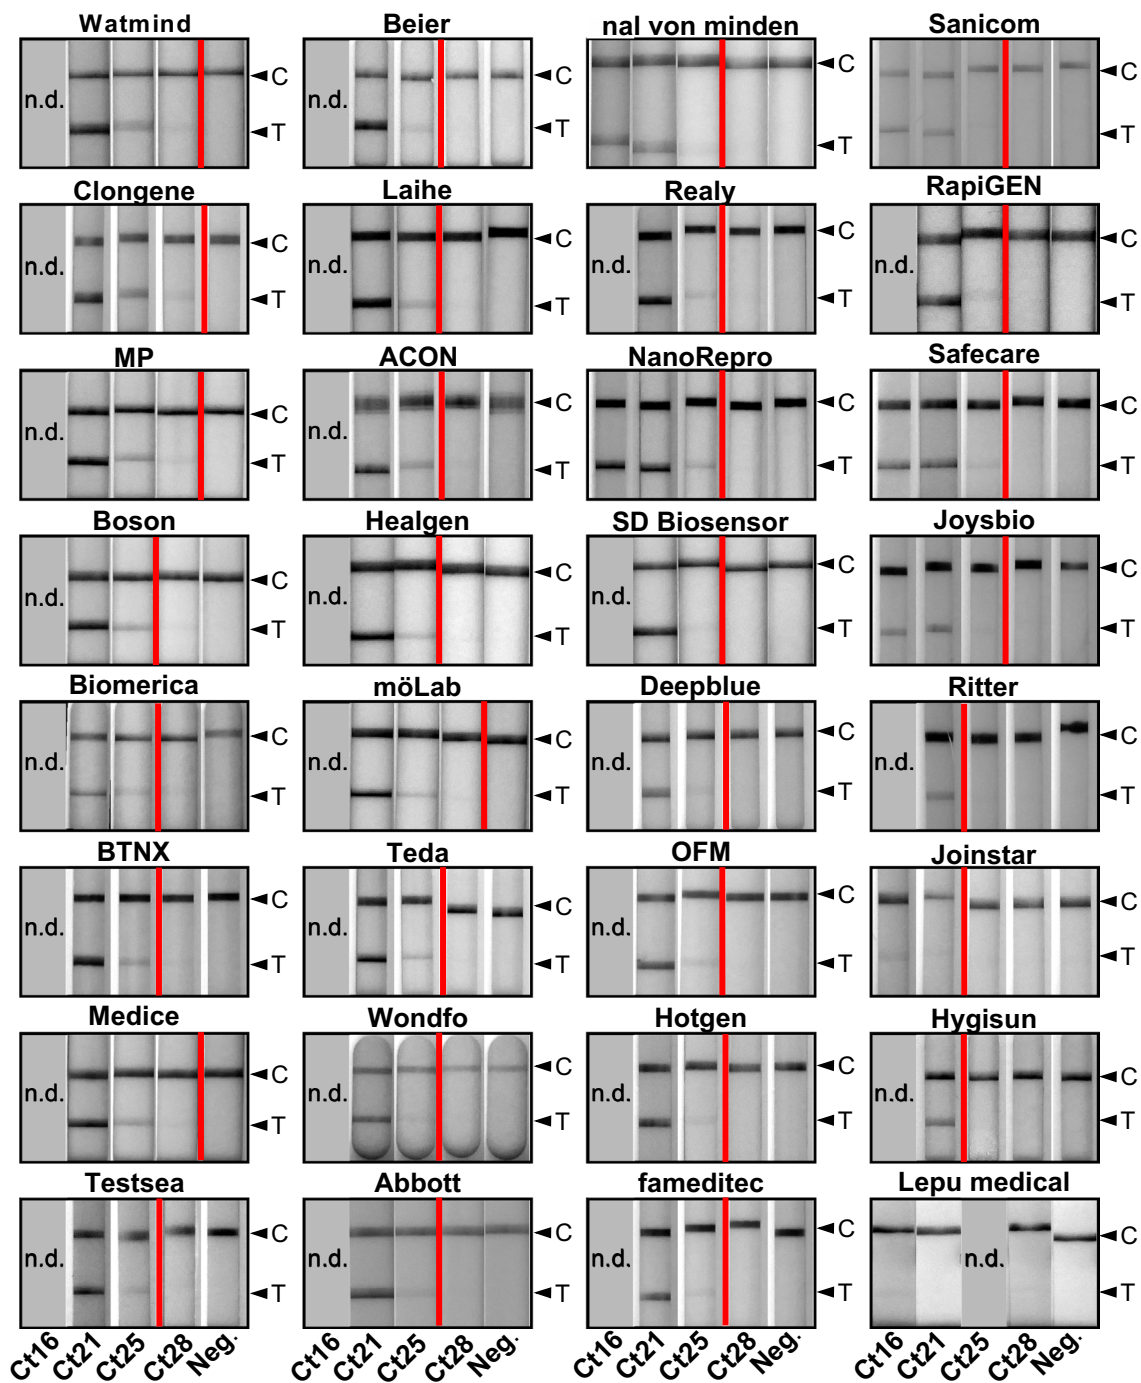 Watmind Beier nal von minden Sanicom
n.d. C T n.d. C T C T C T
Clongene Laihe Realy RapiGEN
n.d. C T n.d. C T n.d. C T n.d. C T
MP ACON NanoRepro Safecare
n.d. C T n.d. C T C T C T
Boson Healgen SD Biosensor Joysbio
n.d. C T n.d. C T n.d. C T C T
Biomerica möLab Deepblue Ritter
n.d. C T n.d. C T n.d. C T n.d. C T
BTNX Teda OFM Joinstar
n.d. C T n.d. C T n.d. C T C T
Medice Wondfo Hotgen Hygisun
n.d. C T n.d. C T n.d. C T n.d. C T
Testsea Abbott fameditec Lepu medical
n.d. C T n.d. C T n.d. C T n.d. C T
Ct16 Ct21 Ct25 Ct28 Neg. Ct16 Ct21 Ct25 Ct28 Neg. Ct16 Ct21 Ct25 Ct28 Neg. Ct16 Ct21 Ct25 Ct28 Neg.